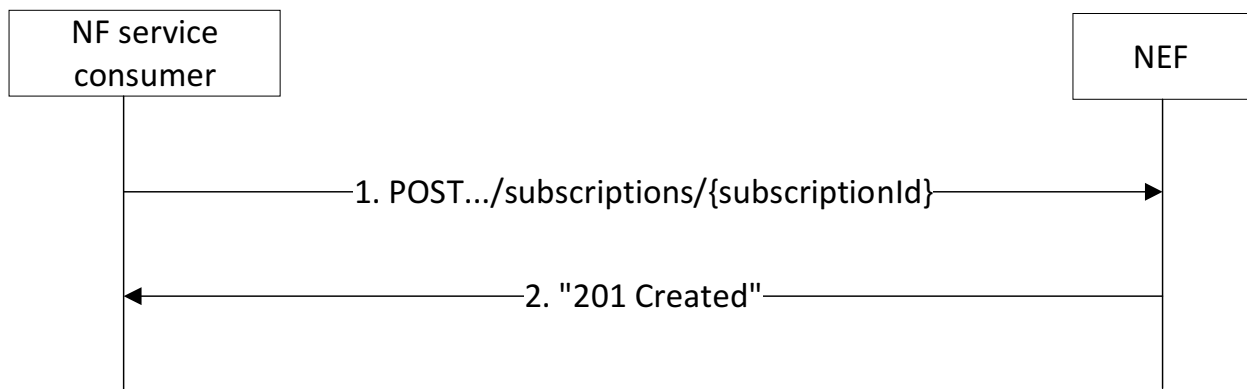 NF service
consumer
NEF
1. POST.../subscriptions/{subscriptionId}
2. "201 Created"